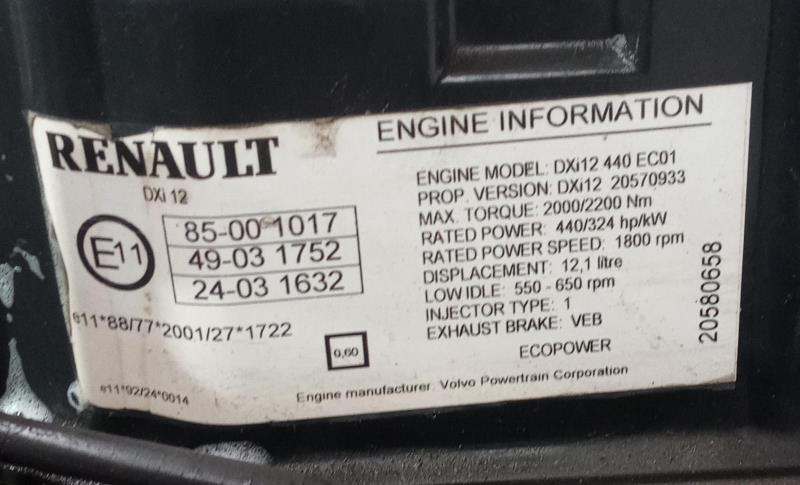 RENAULT
DXi 12
E11
85-00 1017
49-03 1752
24-03 1632
e11*88/77*2001/27*1722
0,60
e11*92/24*0014
ENGINE INFORMATION
ENGINE MODEL: DXi12 440 EC01
PROP. VERSION: DXi12 20570933
MAX. TORQUE: 2000/2200 Nm
RATED POWER: 440/324 hp/kW
RATED POWER SPEED: 1800 rpm
DISPLACEMENT: 12,1 litre
LOW IDLE: 550 - 650 rpm
INJECTOR TYPE: 1
EXHAUST BRAKE: VEB
ECOPOWER
Engine manufacturer. Volvo Powertrain Corporation
20580658